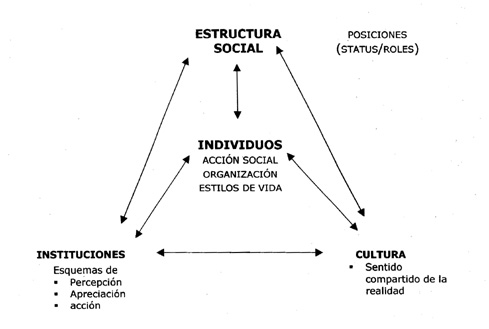 ESTRUCTURA
SOCIAL
POSICIONES
(STATUS/ROLES)
INDIVIDUOS
ACCIÓN SOCIAL
ORGANIZACIÓN
ESTILOS DE VIDA
INSTITUCIONES
Esquemas de
▪ Percepción
▪ Apreciación
▪ acción
CULTURA
▪ Sentido
compartido de la
realidad